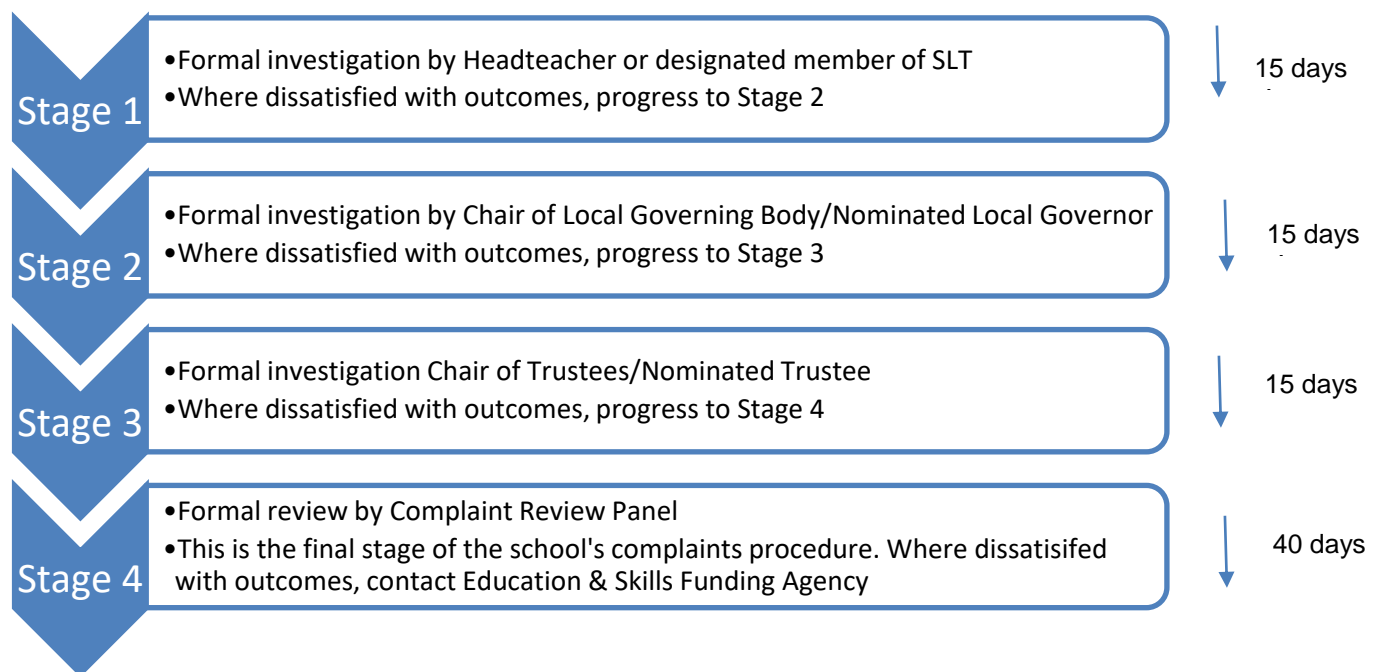 Stage 1
•Formal investigation by Headteacher or designated member of SLT
•Where dissatisfied with outcomes, progress to Stage 2
15 days
Stage 2
•Formal investigation by Chair of Local Governing Body/Nominated Local Governor
•Where dissatisfied with outcomes, progress to Stage 3
15 days
Stage 3
•Formal investigation Chair of Trustees/Nominated Trustee
•Where dissatisfied with outcomes, progress to Stage 4
15 days
Stage 4
•Formal review by Complaint Review Panel
•This is the final stage of the school's complaints procedure. Where dissatisifed
with outcomes, contact Education & Skills Funding Agency
40 days